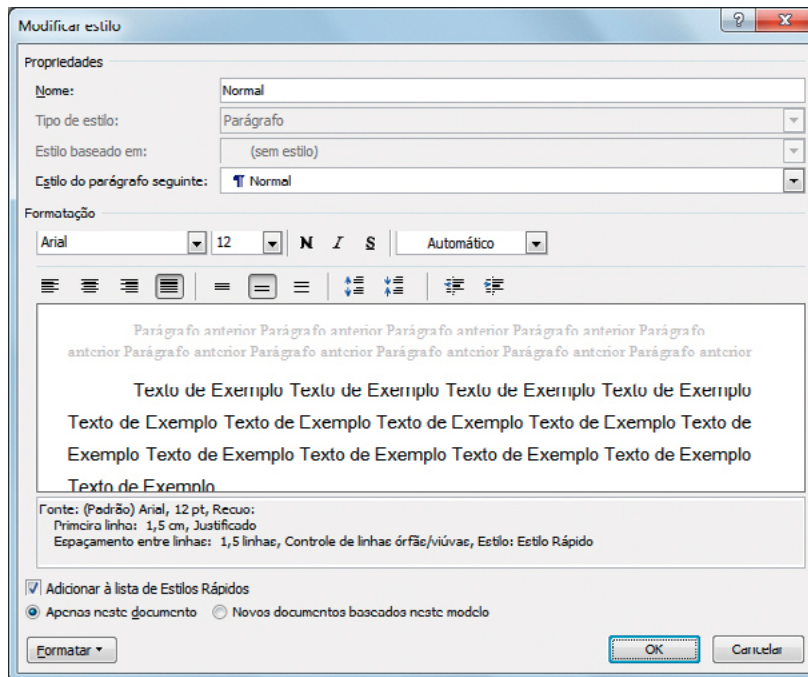 Modificar estilo
Propriedades
Nome: Normal
Tipo de estilo: Parágrafo
Estilo baseado em: (sem estilo)
Estilo do parágrafo seguinte: ¶ Normal
Formatação
Arial 12 N I S Automático
Parágrafo anterior Parágrafo anterior Parágrafo anterior Parágrafo anterior Parágrafo
anterior Parágrafo anterior Parágrafo anterior Parágrafo anterior Parágrafo anterior
Texto de Exemplo Texto de Exemplo Texto de Exemplo Texto de Exemplo
Texto de Exemplo Texto de Exemplo Texto de Exemplo Texto de Exemplo Texto de
Exemplo Texto de Exemplo Texto de Exemplo Texto de Exemplo Texto de Exemplo
Texto de Exemplo
Fonte: (Padrão) Arial, 12 pt, Recuo:
Primeira linha: 1,5 cm, Justificado
Espaçamento entre linhas: 1,5 linhas, Controle de linhas órfãs/viúvas, Estilo: Estilo Rápido
Adicionar à lista de Estilos Rápidos
Apenas neste documento Novos documentos baseados neste modelo
Formatar OK Cancelar